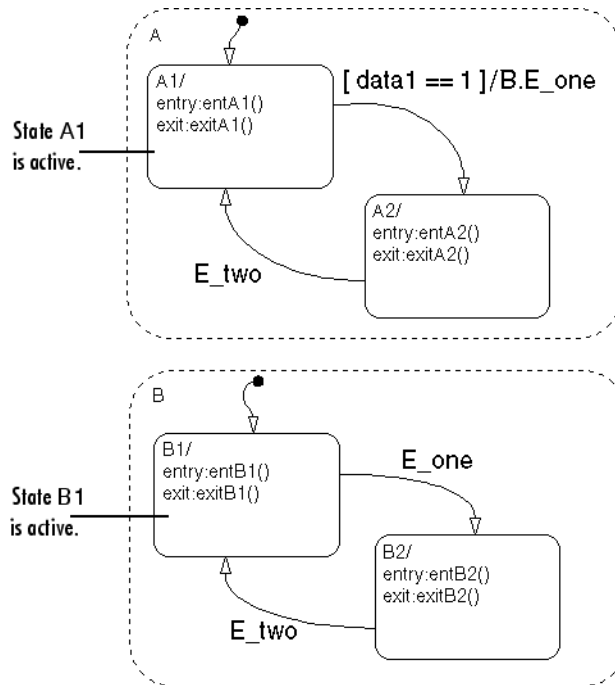 A
A1/
entry:entA1()
exit:exitA1()
[ data1 == 1 ]/B.E_one
State A1
is active.
A2/
entry:entA2()
exit:exitA2()
E_two
B
B1/
entry:entB1()
exit:exitB1()
E_one
State B1
is active.
B2/
entry:entB2()
exit:exitB2()
E_two